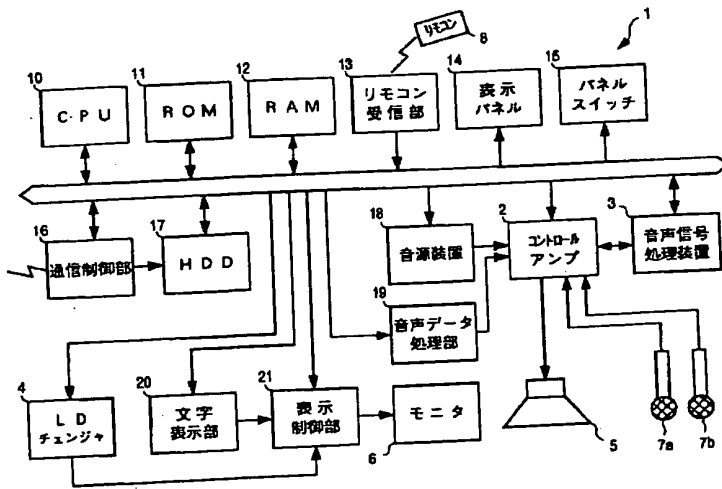 1
リモコン
8
10
11
12
13
14
15
C・PU
ROM
RAM
リモコン
受信部
表示
パネル
パネル
スイッチ
16
17
18
2
3
通信制御部
HDD
音源装置
コントロール
アンプ
音声信号
処理装置
19
音声データ
処理部
4
20
21
LD
チェンジャ
文字
表示部
表示
制御部
モニタ
6
5
7a
7b